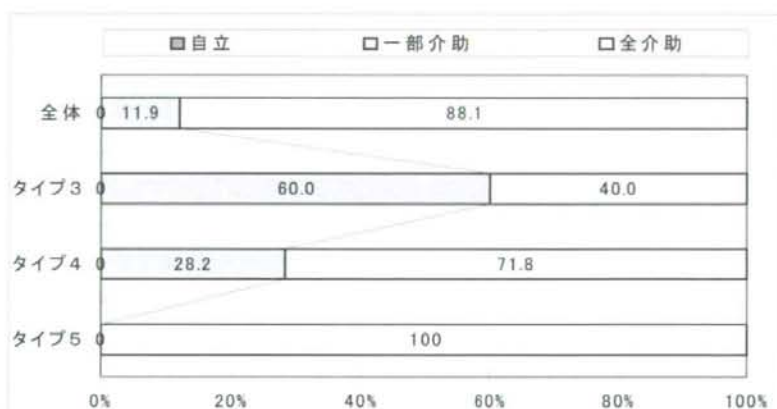 自立 一部介助 全介助
全体 0 11.9 88.1
タイプ3 0 60.0 40.0
タイプ4 0 28.2 71.8
タイプ5 0 100
0% 20% 40% 60% 80% 100%